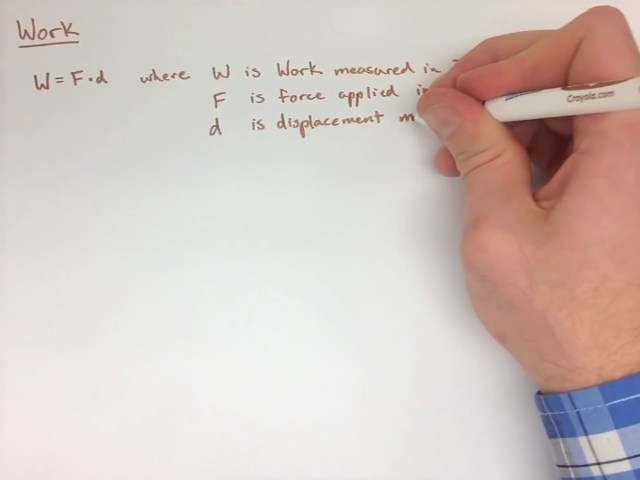 Work
W = F・d where W is Work measured in
F is force applied
d is displacement
Crayola.com